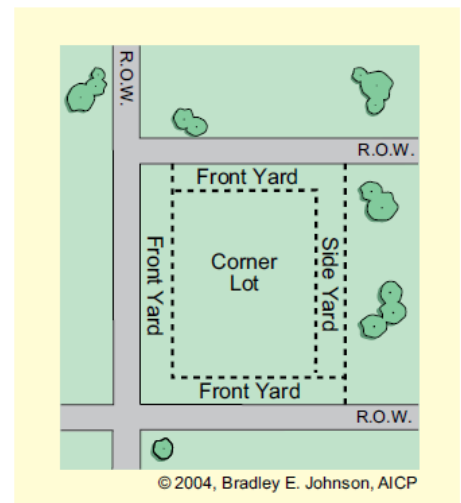 R.O.W.
R.O.W.
Front Yard
Front Yard
Corner
Lot
Side Yard
Front Yard
R.O.W.
© 2004, Bradley E. Johnson, AICP